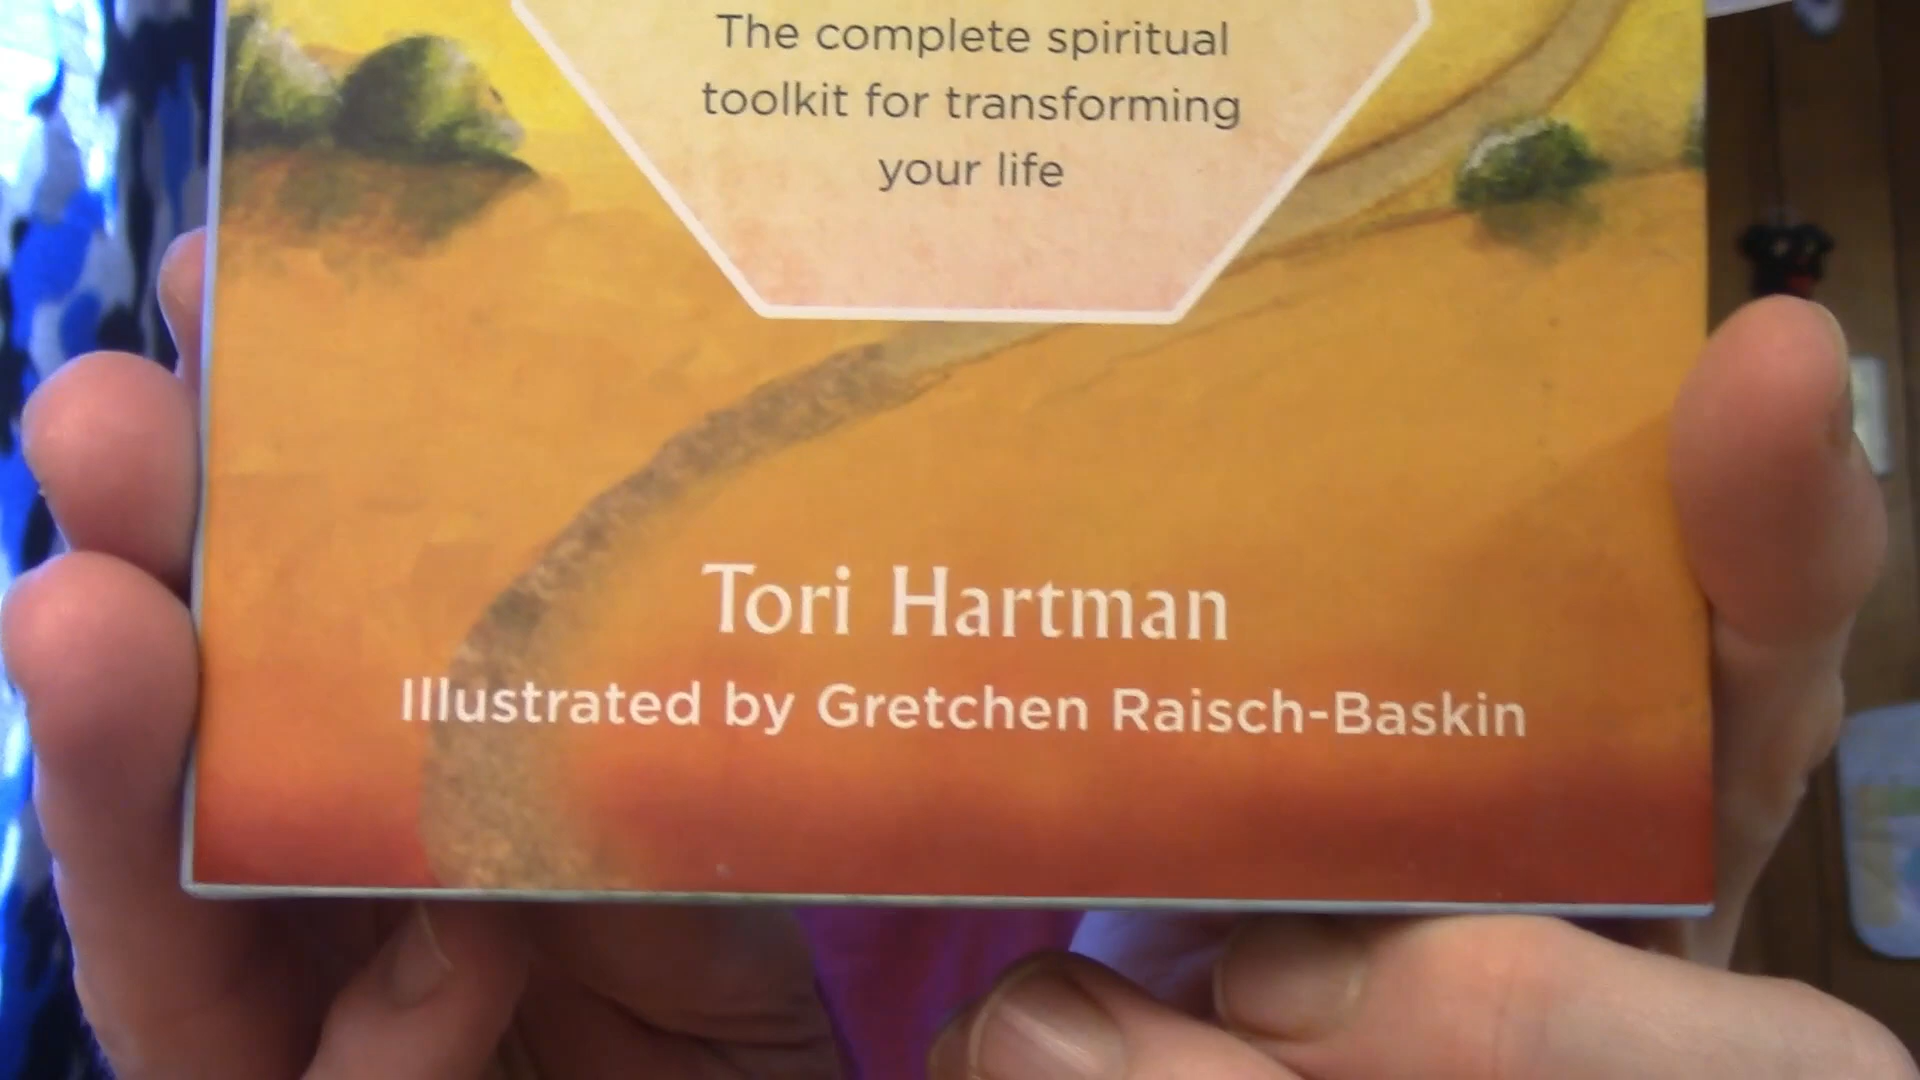 The complete spiritual
toolkit for transforming
your life
Tori Hartman
Illustrated by Gretchen Raisch-Baskin